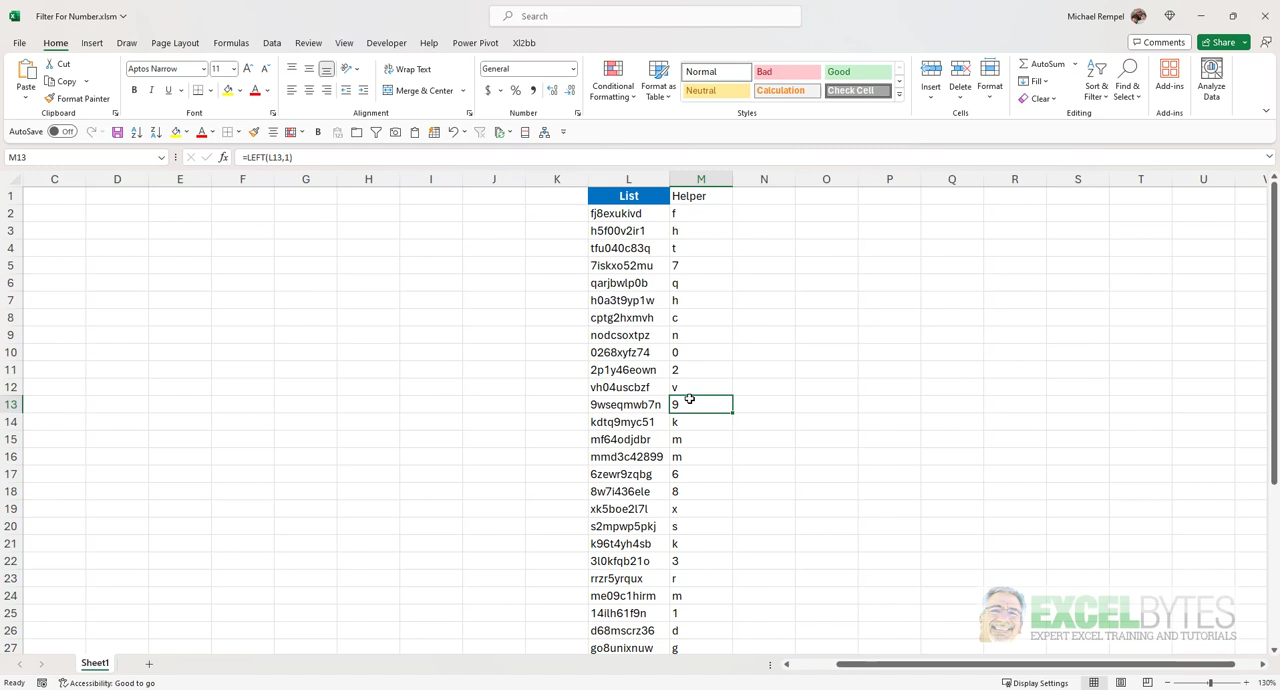 Filter For Number.xlsm
Search
Michael Rempel
File Home Insert Draw Page Layout Formulas Data Review View Developer Help Power Pivot Xl2bb
Comments Share
Paste Cut Copy Format Painter Clipboard
Aptos Narrow 11 B I U Font
Wrap Text Merge & Center Alignment
General $ % Number
Conditional Formatting Format as Table Normal Bad Good Neutral Calculation Check Cell Styles
Insert Delete Format Cells
AutoSum Fill Clear Sort & Filter Find & Select Editing
Add-ins Add-ins
Analyze Data
AutoSave Off B
M13 fx =LEFT(L13,1)
C D E F G H I J K L M N O P Q R S T U V
1 List Helper
2 fj8exukivd f
3 h5f00v2ir1 h
4 tfu040c83q t
5 7iskxo52mu 7
6 qarjbwlp0b q
7 h0a3t9yp1w h
8 cptg2hxmvh c
9 nodcsoxtpz n
10 0268xyfz74 0
11 2p1y46eown 2
12 vh04uscbzf v
13 9wseqmwb7n 9
14 kdtq9myc51 k
15 mf64odjdbr m
16 mmd3c42899 m
17 6zewr9zqbg 6
18 8w7i436ele 8
19 xk5boe2l7l x
20 s2mpwp5pkj s
21 k96t4yh4sb k
22 3l0kfqb21o 3
23 rrzr5yrqux r
24 me09c1hirm m
25 14ilh61f9n 1
26 d68mscrz36 d
27 go8unixnuw g
EXCELBYTES
EXPERT EXCEL TRAINING AND TUTORIALS
Sheet1
Ready Accessibility: Good to go Display Settings 130%